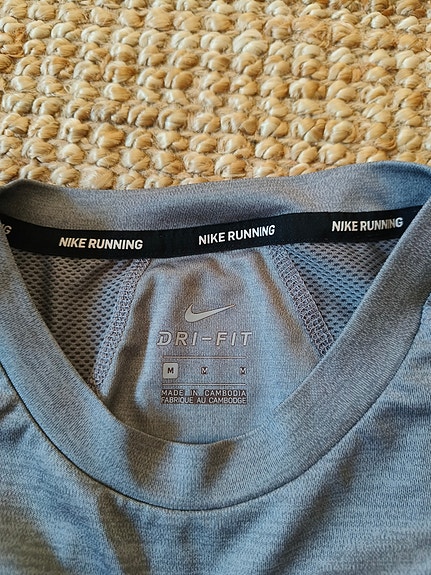 NIKE RUNNING NIKE RUNNING NIKE RUNNING
DRI-FIT
M M M
MADE IN CAMBODIA
FABRIQUE AU CAMBODGE